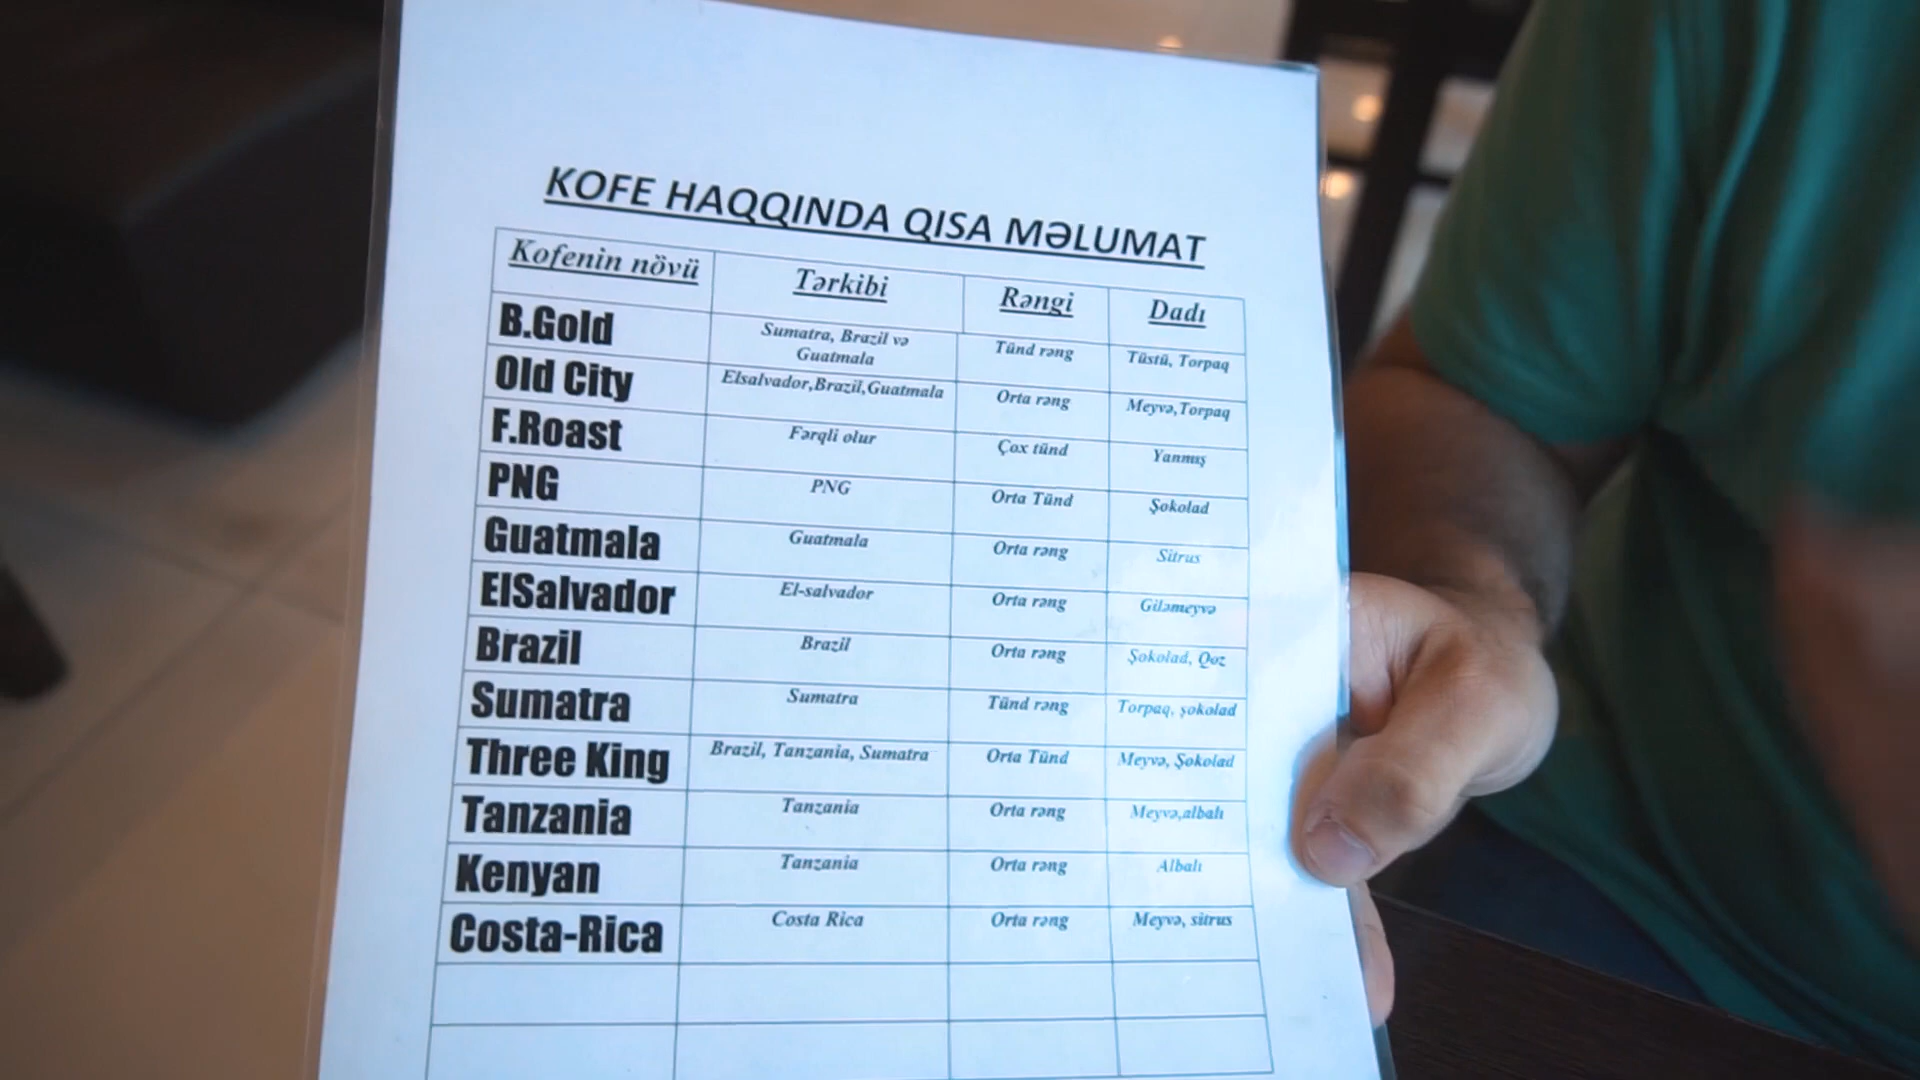 KOFE HAQQINDA QISA MƏLUMAT
Kofenin növü Tərkibi Rəngi Dadı
B.Gold Sumatra, Brazil və Guatmala Tünd rəng Tüstü, Torpaq
Old City Elsalvador,Brazil,Guatmala Orta rəng Meyvə,Torpaq
F.Roast Fərqli olur Çox tünd Yanmış
PNG PNG Orta Tünd Şokolad
Guatmala Guatmala Orta rəng Sitrus
ElSalvador El-salvador Orta rəng Giləmeyvə
Brazil Brazil Orta rəng Şokolad, Qoz
Sumatra Sumatra Tünd rəng Torpaq, şokolad
Three King Brazil, Tanzania, Sumatra Orta Tünd Meyvə, Şokolad
Tanzania Tanzania Orta rəng Meyvə,albalı
Kenyan Tanzania Orta rəng Albalı
Costa-Rica Costa Rica Orta rəng Meyvə, sitrus